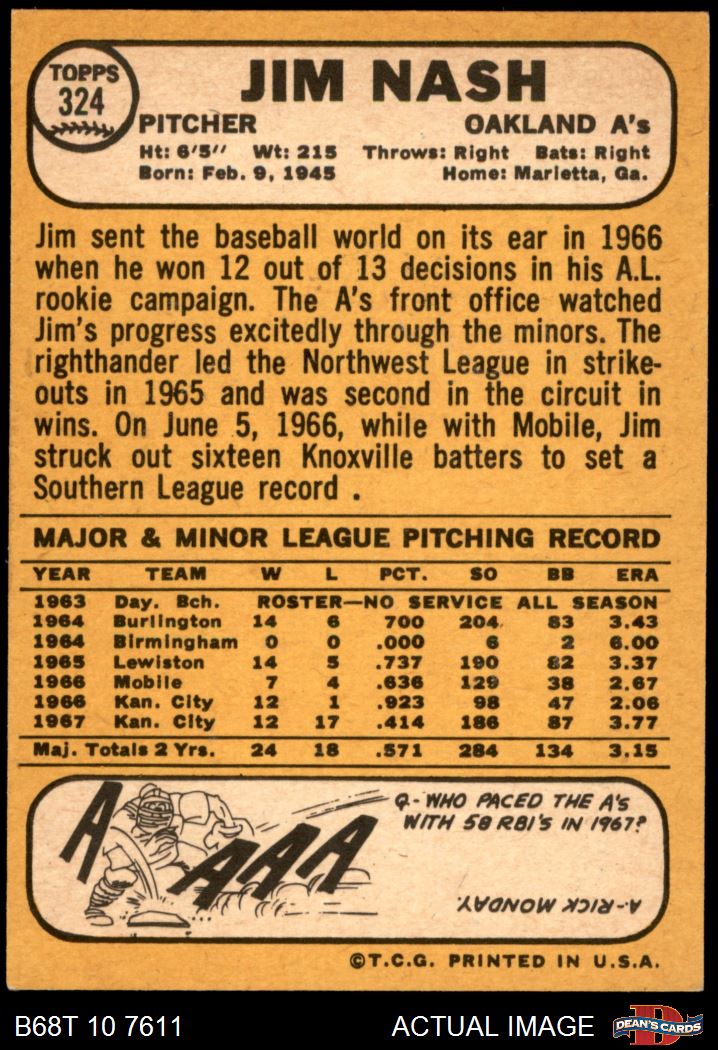 TOPPS
324
JIM NASH
PITCHER OAKLAND A's
Ht: 6'5" Wt: 215 Throws: Right Bats: Right
Born: Feb. 9, 1945 Home: Marietta, Ga.
Jim sent the baseball world on its ear in 1966
when he won 12 out of 13 decisions in his A.L.
rookie campaign. The A's front office watched
Jim's progress excitedly through the minors. The
righthander led the Northwest League in strike-
outs in 1965 and was second in the circuit in
wins. On June 5, 1966, while with Mobile, Jim
struck out sixteen Knoxville batters to set a
Southern League record .
MAJOR & MINOR LEAGUE PITCHING RECORD
YEAR TEAM W L PCT. SO BB ERA
1963 Day. Bch. ROSTER—NO SERVICE ALL SEASON
1964 Burlington 14 6 700 204 83 3.43
1964 Birmingham 0 0 .000 6 2 6.00
1965 Lewiston 14 5 .737 190 82 3.37
1966 Mobile 7 4 .636 129 38 2.67
1966 Kan. City 12 1 .923 98 47 2.06
1967 Kan. City 12 17 .414 186 87 3.77
Maj. Totals 2 Yrs. 24 18 .571 284 134 3.15
A AAA
Q-WHO PACED THE A'S
WITH 58 RBI'S IN 1967?
A-RICK MONDAY.
©T.C.G. PRINTED IN U.S.A.
B68T 10 7611 ACTUAL IMAGE D DEAN'S CARDS